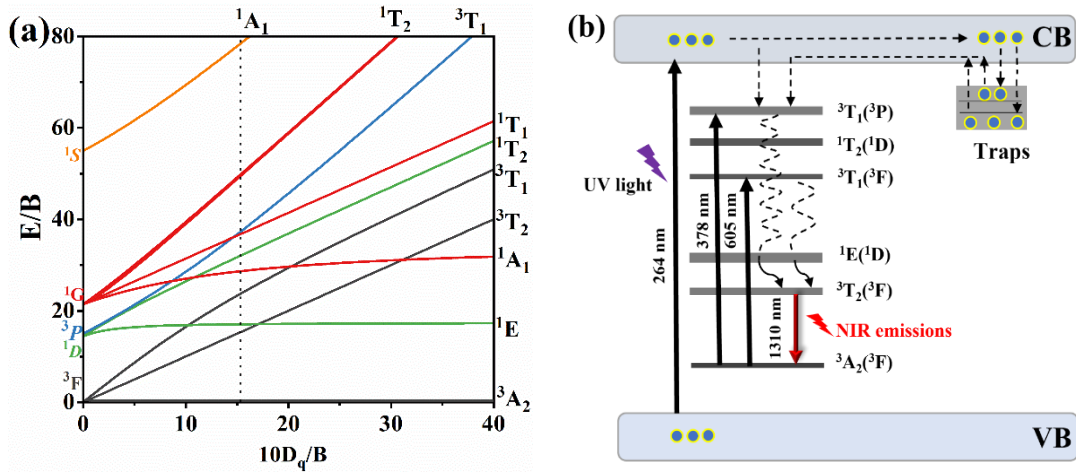 (a)
¹A₁
¹T₂
³T₁
80
60
40
20
0
E/B
¹S
¹G
³P
¹D
³F
¹T₁
¹T₂
³T₁
³T₂
¹A₁
¹E
³A₂
0
10
20
30
40
10Dq/B
(b)
CB
³T₁(³P)
¹T₂(¹D)
³T₁(³F)
¹E(¹D)
³T₂(³F)
³A₂(³F)
Traps
UV light
264 nm
378 nm
605 nm
1310 nm
NIR emissions
VB